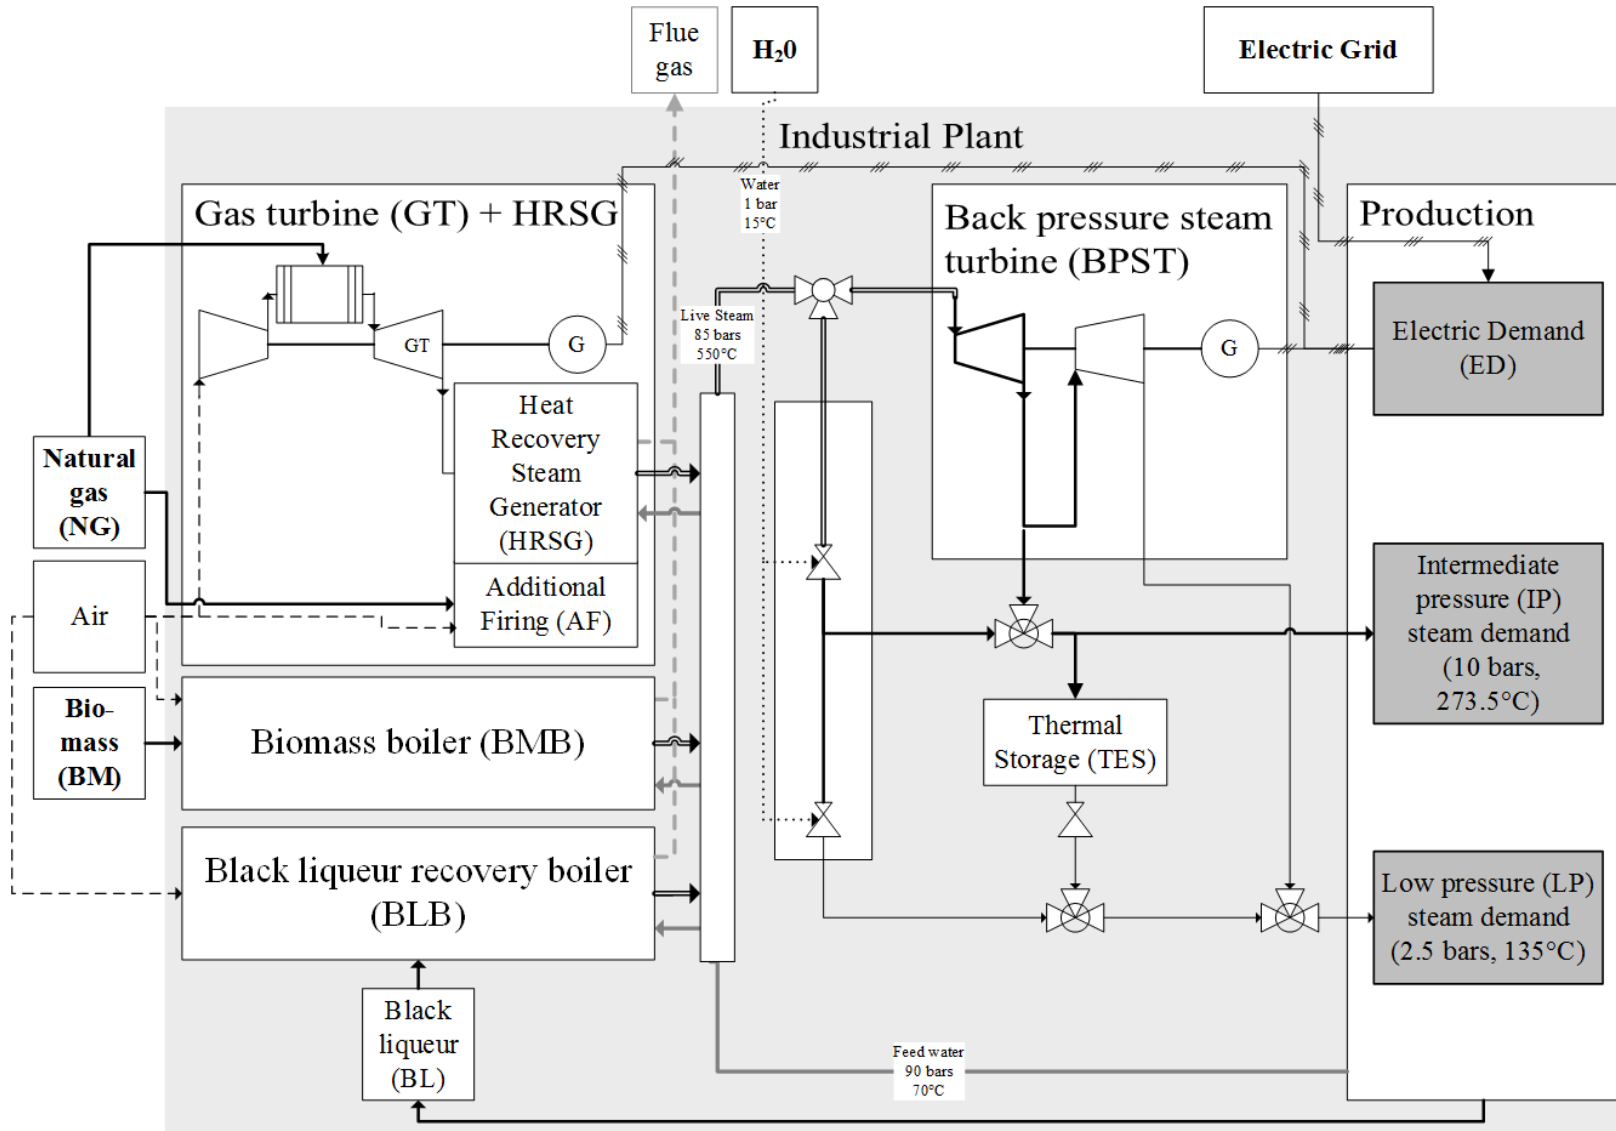 Flue
gas
H₂0
Electric Grid
Industrial Plant
Water
1 bar
15°C
Gas turbine (GT) + HRSG
Back pressure steam
turbine (BPST)
Production
Live Steam
85 bars
550°C
GT
G
G
Electric Demand
(ED)
Heat
Recovery
Steam
Generator
(HRSG)
Natural
gas
(NG)
Additional
Firing (AF)
Air
Intermediate
pressure (IP)
steam demand
(10 bars,
273.5°C)
Bio-
mass
(BM)
Biomass boiler (BMB)
Thermal
Storage (TES)
Black liqueur recovery boiler
(BLB)
Low pressure (LP)
steam demand
(2.5 bars, 135°C)
Black
liqueur
(BL)
Feed water
90 bars
70°C